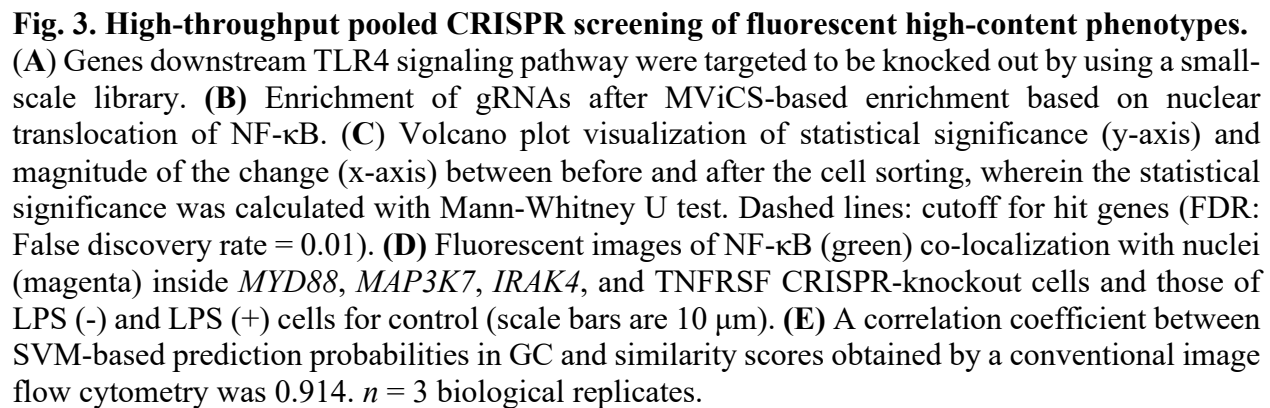 Fig. 3. High-throughput pooled CRISPR screening of fluorescent high-content phenotypes.
(A) Genes downstream TLR4 signaling pathway were targeted to be knocked out by using a small-
scale library. (B) Enrichment of gRNAs after MViCS-based enrichment based on nuclear
translocation of NF-κB. (C) Volcano plot visualization of statistical significance (y-axis) and
magnitude of the change (x-axis) between before and after the cell sorting, wherein the statistical
significance was calculated with Mann-Whitney U test. Dashed lines: cutoff for hit genes (FDR:
False discovery rate = 0.01). (D) Fluorescent images of NF-κB (green) co-localization with nuclei
(magenta) inside MYD88, MAP3K7, IRAK4, and TNFRSF CRISPR-knockout cells and those of
LPS (-) and LPS (+) cells for control (scale bars are 10 μm). (E) A correlation coefficient between
SVM-based prediction probabilities in GC and similarity scores obtained by a conventional image
flow cytometry was 0.914. n = 3 biological replicates.